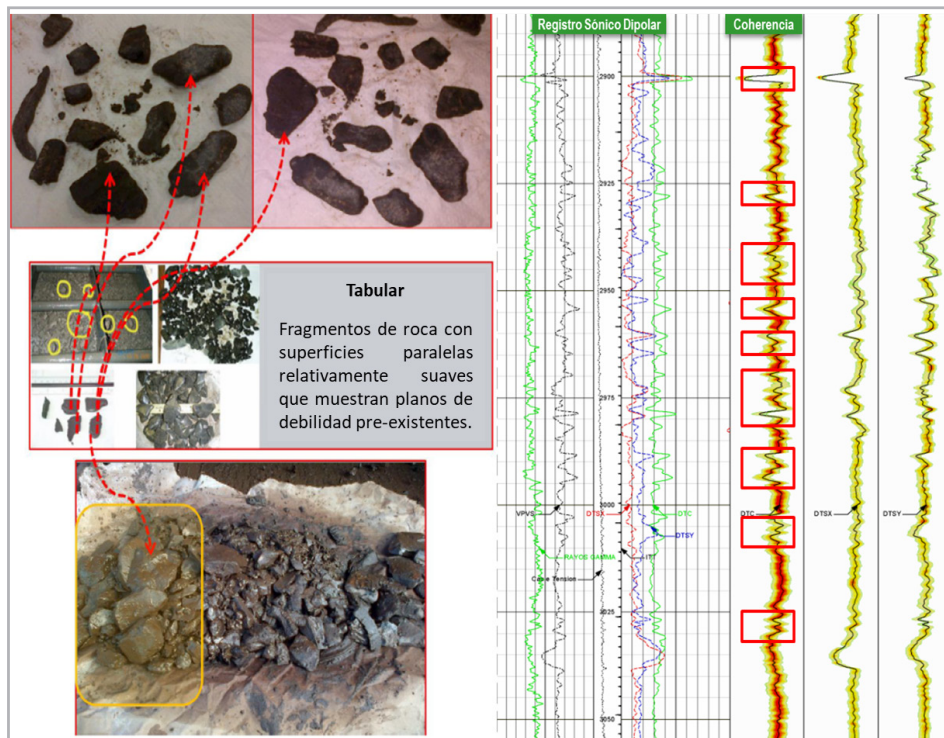 Registro Sónico Dipolar
Coherencia
2900
2925
2950
2975
3000
3025
3050
Tabular
Fragmentos de roca con
superficies paralelas
relativamente suaves
que muestran planos de
debilidad pre-existentes.
VPVS
DTSX
DTC
DTSY
RAYOS GAMMA
Cable Tension
DTC
DTSX
DTSY